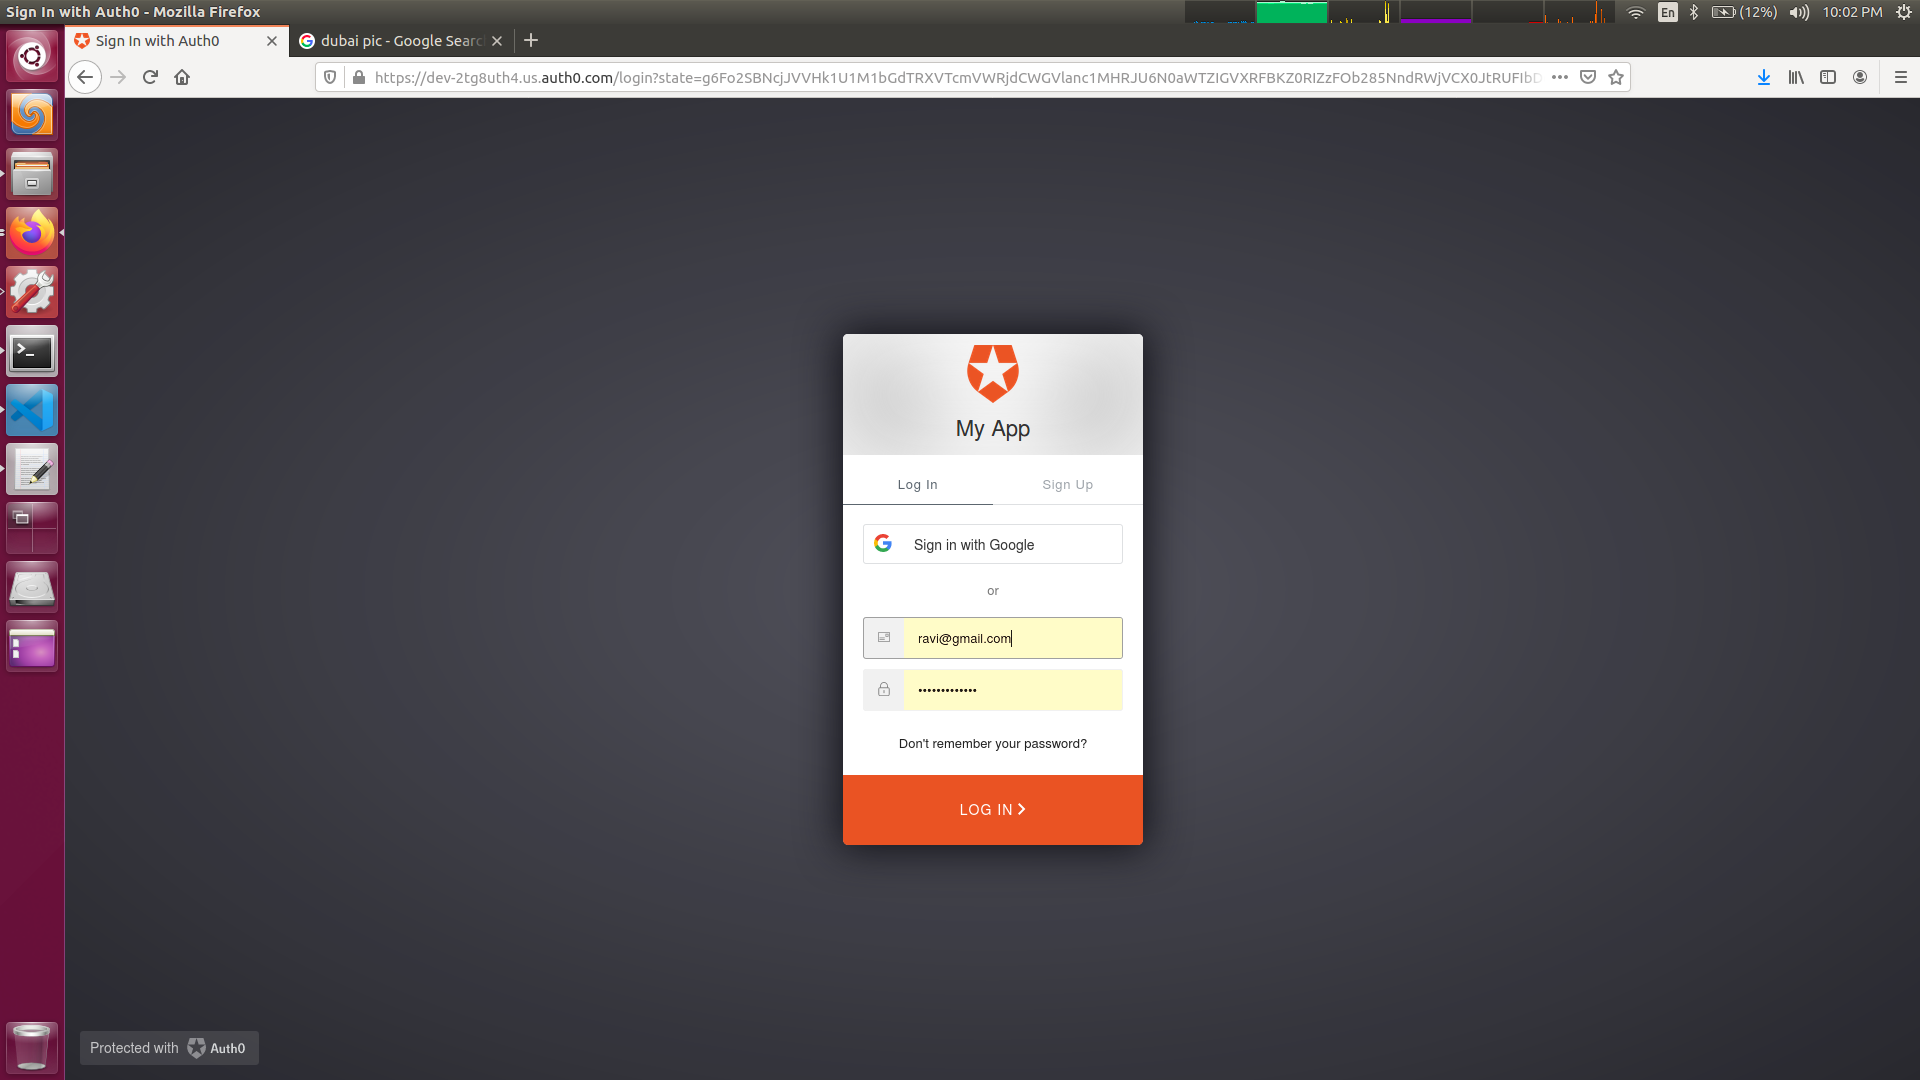 Sign In with Auth0 - Mozilla Firefox
En
(12%)
10:02 PM
Sign In with Auth0
dubai pic - Google Searc
https://dev-2tg8uth4.us.auth0.com/login?state=g6Fo2SBNcjJVVHk1U1M1bGdTRXVTcmVWRjdCWGVlanc1MHRJU6N0aWTZIGVXRFBKZ0RIZzFOb285NndRWjVCX0JtRUFIbD
My App
Log In
Sign Up
Sign in with Google
or
ravi@gmail.com
Don't remember your password?
LOG IN
Protected with Auth0